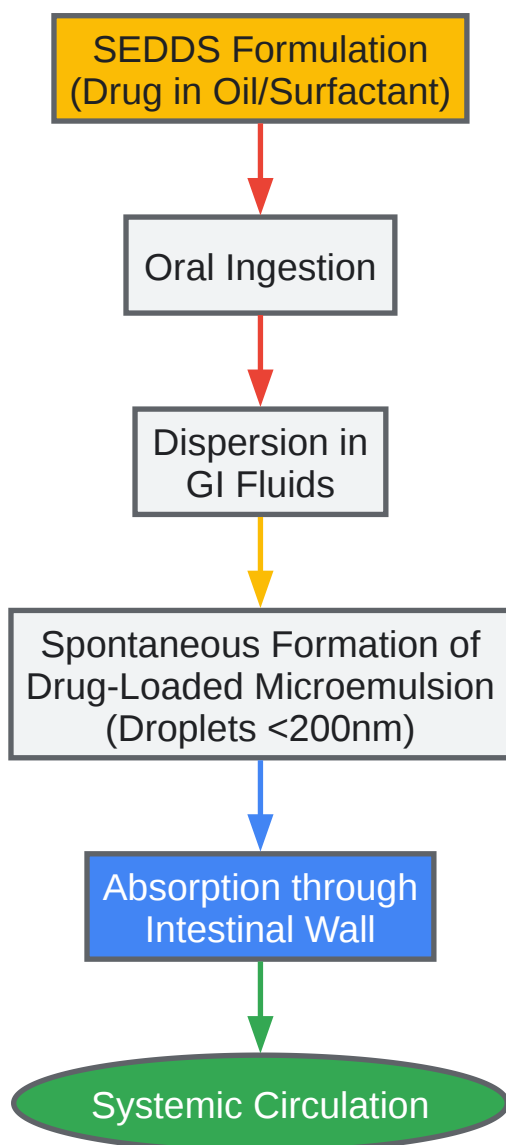 SEDDS Formulation
(Drug in Oil/Surfactant)
Oral Ingestion
Dispersion in
GI Fluids
Spontaneous Formation of
Drug-Loaded Microemulsion
(Droplets <200nm)
Absorption through
Intestinal Wall
Systemic Circulation